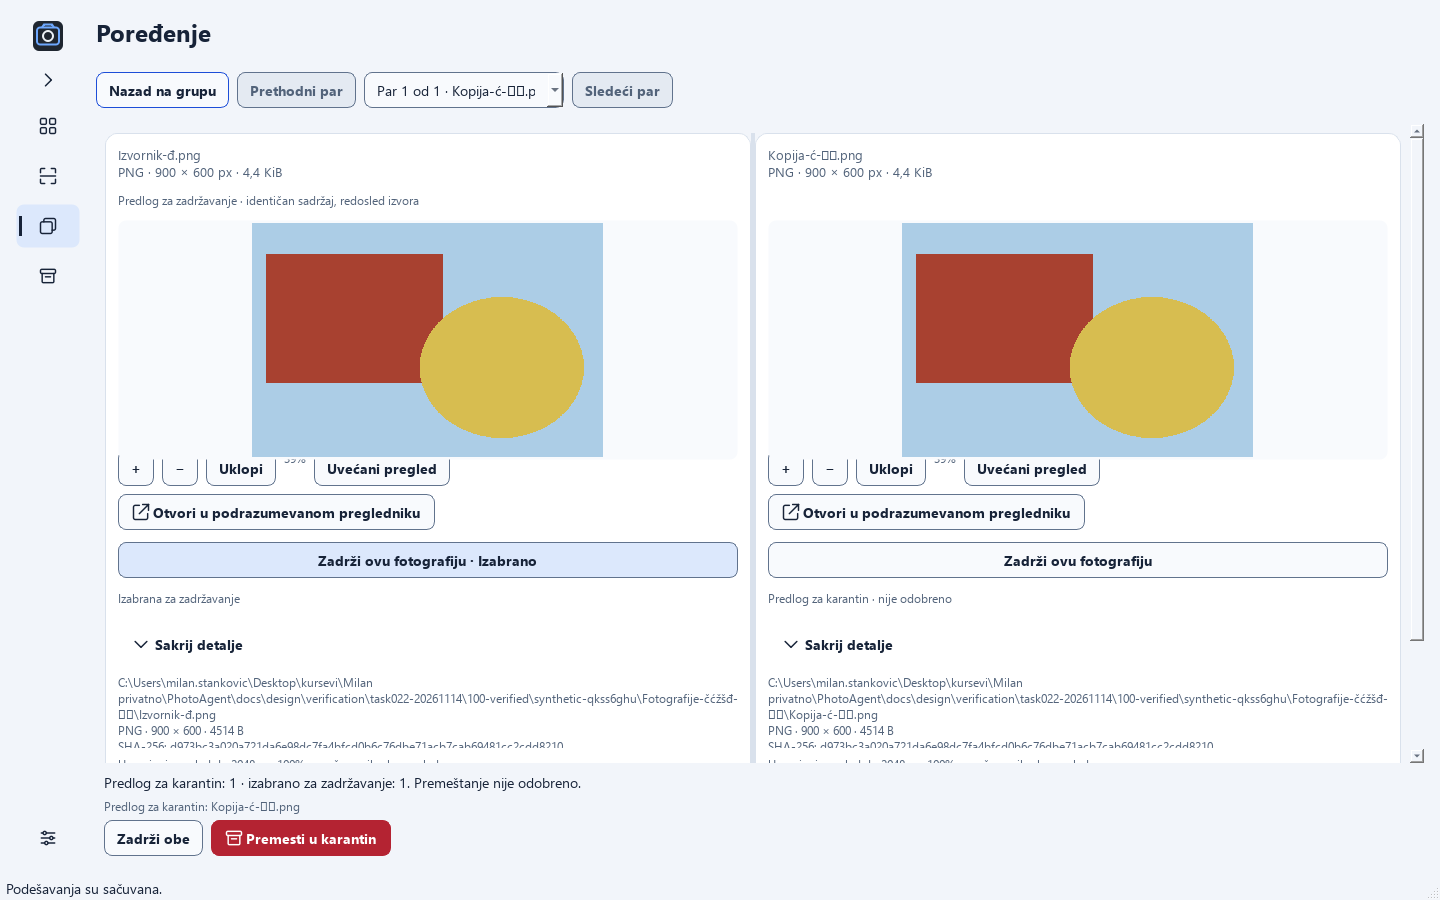 Poređenje
Nazad na grupu
Prethodni par
Par 1 od 1 · Kopija-ć-▯▯.p
Sledeći par
Izvornik-đ.png
PNG · 900 × 600 px · 4,4 KiB
Predlog za zadržavanje · identičan sadržaj, redosled izvora
+
−
Uklopi
39%
Uvećani pregled
Otvori u podrazumevanom pregledniku
Zadrži ovu fotografiju · Izabrano
Izabrana za zadržavanje
Sakrij detalje
C:\Users\milan.stankovic\Desktop\kursevi\Milan
privatno\PhotoAgent\docs\design\verification\task022-20261114\100-verified\synthetic-qkss6ghu\Fotografije-čćžšđ-
▯▯\Izvornik-đ.png
PNG · 900 × 600 · 4514 B
Kopija-ć-▯▯.png
PNG · 900 × 600 px · 4,4 KiB
+
−
Uklopi
39%
Uvećani pregled
Otvori u podrazumevanom pregledniku
Zadrži ovu fotografiju
Predlog za karantin · nije odobreno
Sakrij detalje
C:\Users\milan.stankovic\Desktop\kursevi\Milan
privatno\PhotoAgent\docs\design\verification\task022-20261114\100-verified\synthetic-qkss6ghu\Fotografije-čćžšđ-
▯▯\Kopija-ć-▯▯.png
PNG · 900 × 600 · 4514 B
Predlog za karantin: 1 · izabrano za zadržavanje: 1. Premeštanje nije odobreno.
Predlog za karantin: Kopija-ć-▯▯.png
Zadrži obe
Premesti u karantin
Podešavanja su sačuvana.